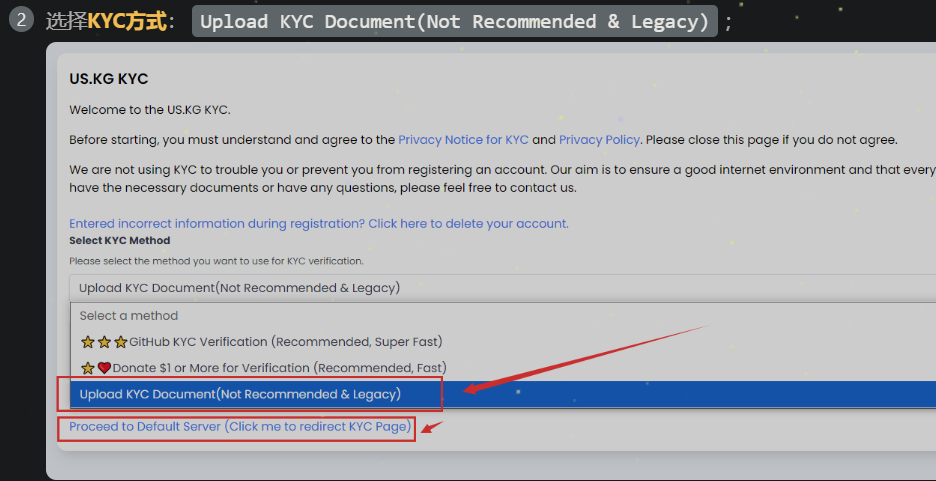 2 选择KYC方式： Upload KYC Document(Not Recommended & Legacy) ；
US.KG KYC
Welcome to the US.KG KYC.
Before starting, you must understand and agree to the Privacy Notice for KYC and Privacy Policy. Please close this page if you do not agree.
We are not using KYC to trouble you or prevent you from registering an account. Our aim is to ensure a good internet environment and that every
have the necessary documents or have any questions, please feel free to contact us.
Entered incorrect information during registration? Click here to delete your account.
Select KYC Method
Please select the method you want to use for KYC verification.
Upload KYC Document(Not Recommended & Legacy)
Select a method
⭐⭐⭐GitHub KYC Verification (Recommended, Super Fast)
⭐❤️Donate $1 or More for Verification (Recommended, Fast)
Upload KYC Document(Not Recommended & Legacy)
Proceed to Default Server (Click me to redirect KYC Page)